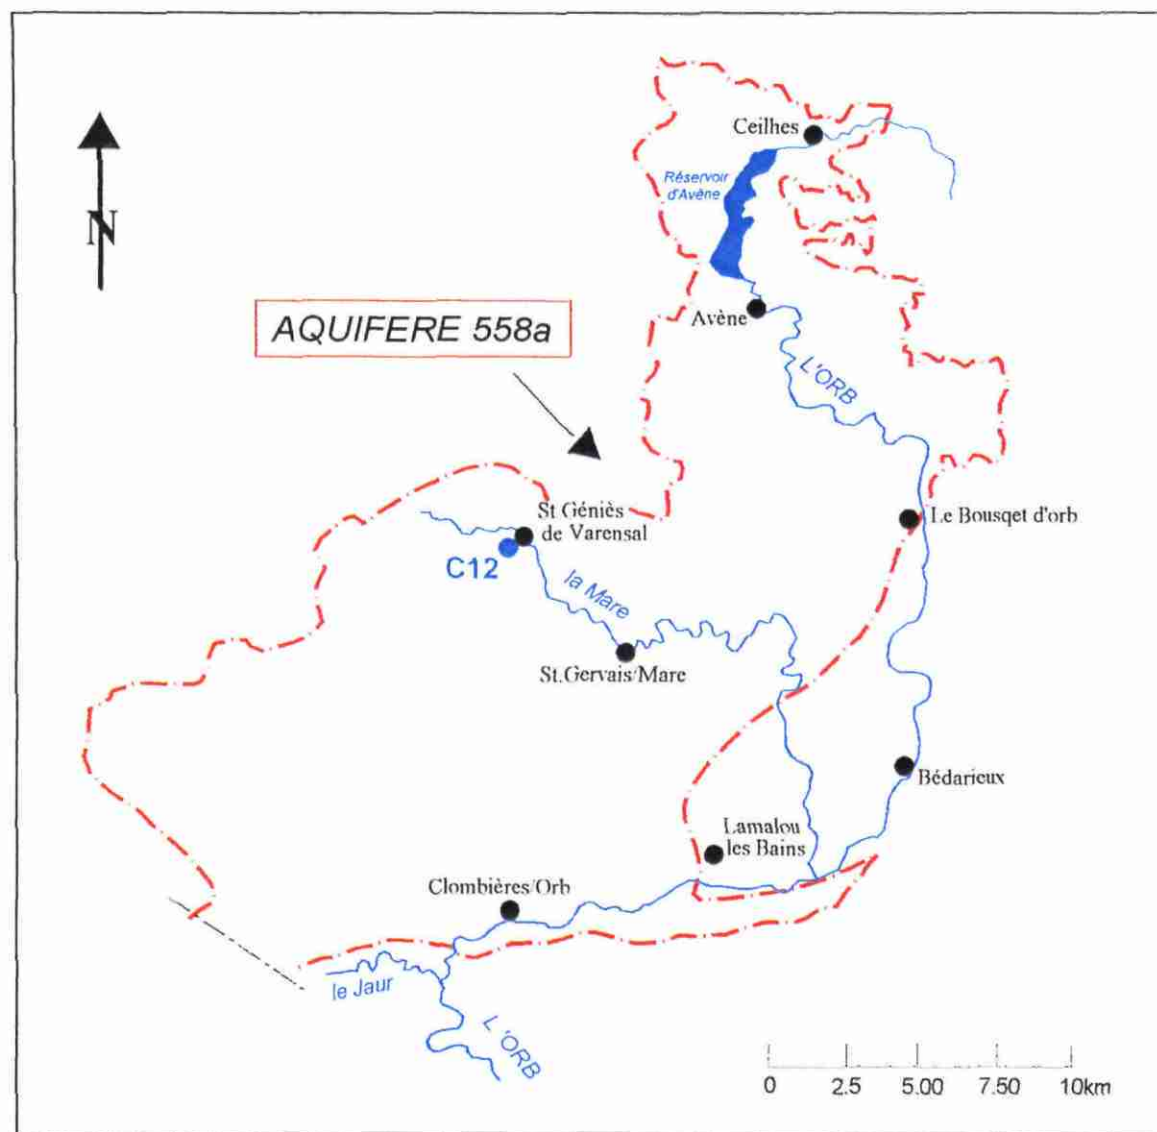 Ceilhes
Réservoir
d'Avène
N
AQUIFERE 558a
Avène
L'ORB
St Géniès
de Varensal
Le Bousqet d'orb
C12
la Mare
St.Gervais/Mare
Bédarieux
Lamalou
les Bains
Clombières/Orb
le Jaur
L'ORB
0 2.5 5.00 7.50 10km